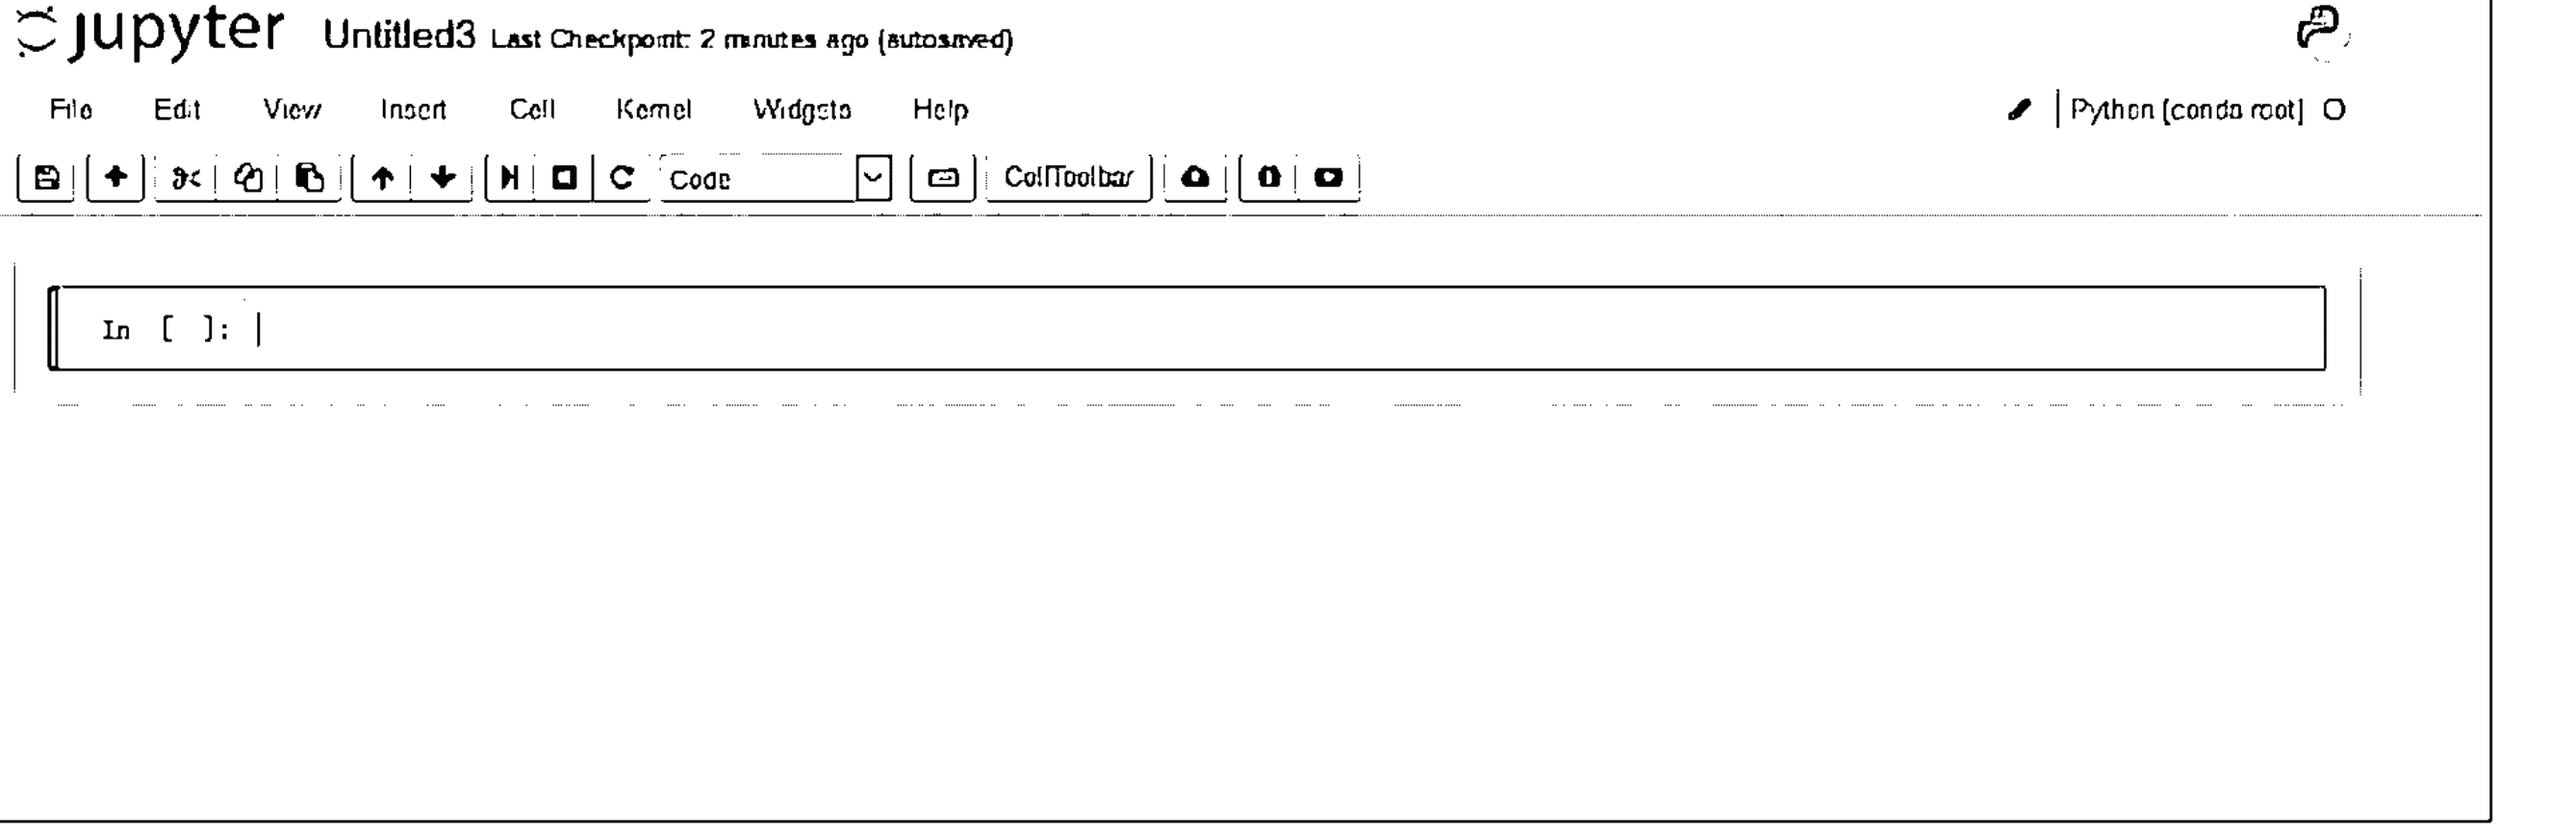 jupyter Untitled3 Last Checkpoint: 2 minutes ago (autosaved)
File Edit View Insert Cell Kernel Widgets Help Python [conda root]
Code CellToolbar
In [ ]: